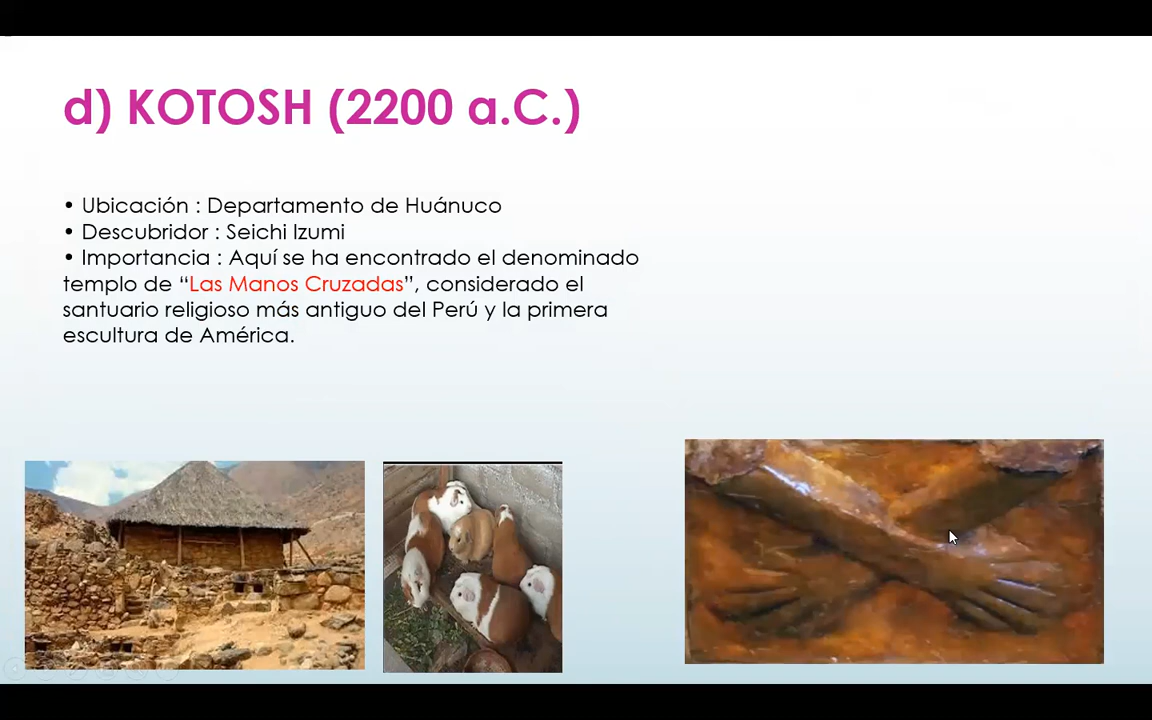 d) KOTOSH (2200 a.C.)
• Ubicación : Departamento de Huánuco
• Descubridor : Seichi Izumi
• Importancia : Aquí se ha encontrado el denominado
templo de “Las Manos Cruzadas”, considerado el
santuario religioso más antiguo del Perú y la primera
escultura de América.